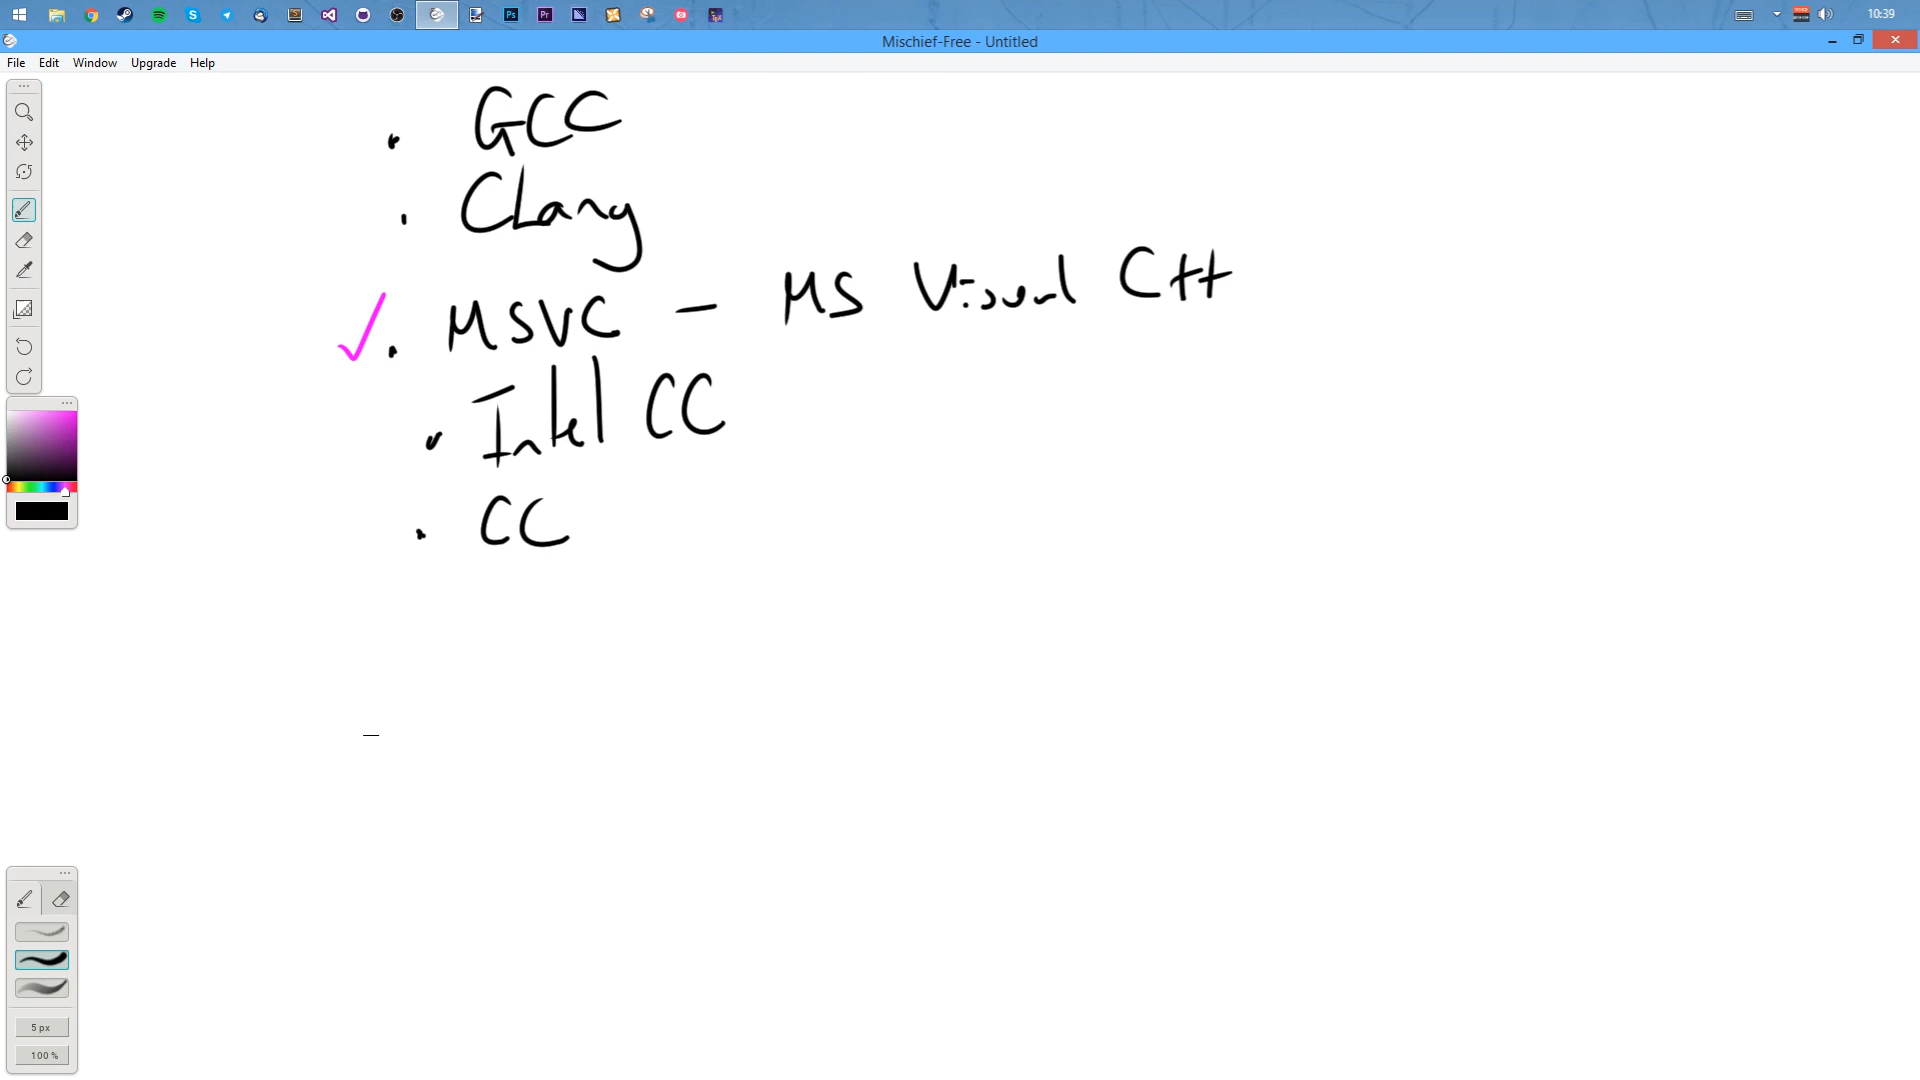 10:39
Mischief-Free - Untitled
File Edit Window Upgrade Help
• GCC
• CLang
✓ • MSVC – MS Visual C++
• Intel CC
• CC
5 px
100 %